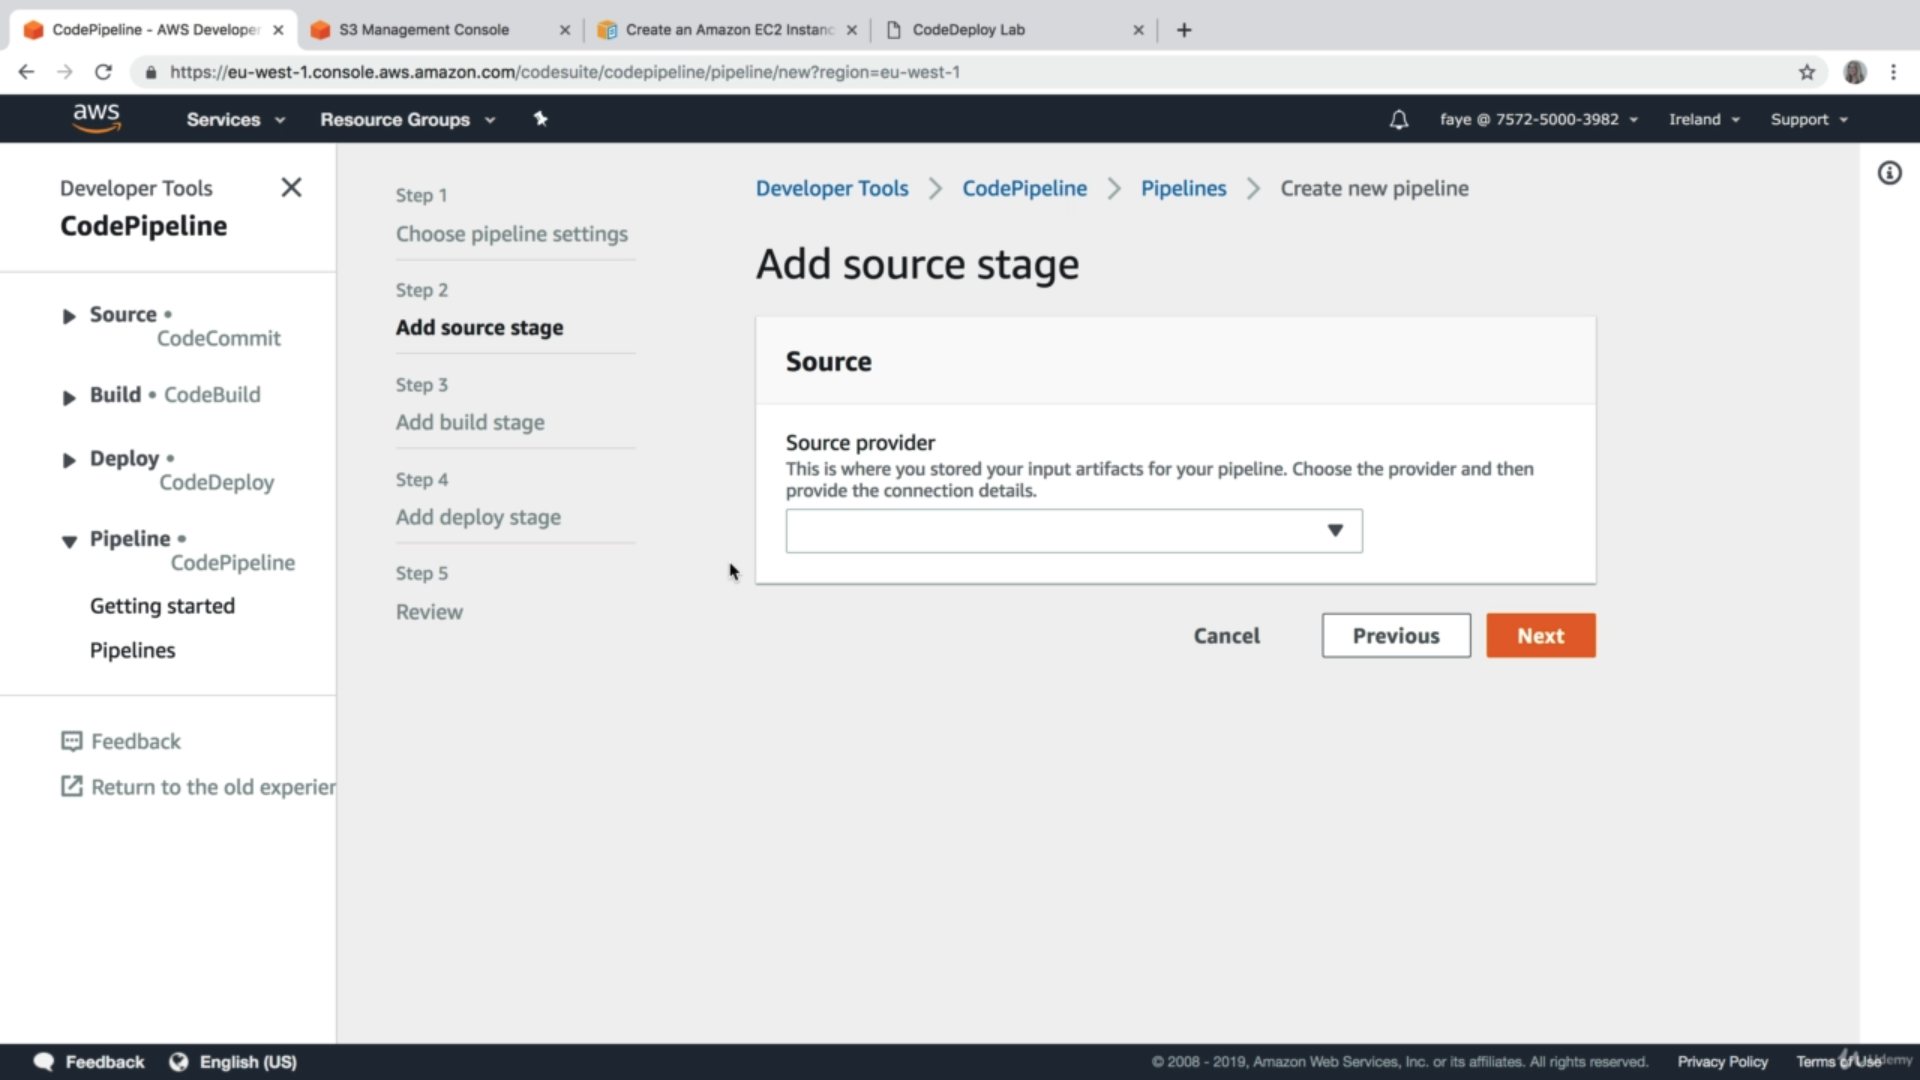 CodePipeline - AWS Developer
S3 Management Console
Create an Amazon EC2 Instanc
CodeDeploy Lab
https://eu-west-1.console.aws.amazon.com/codesuite/codepipeline/pipeline/new?region=eu-west-1
aws
Services
Resource Groups
faye @ 7572-5000-3982
Ireland
Support
Developer Tools
CodePipeline
Source •
CodeCommit
Build • CodeBuild
Deploy •
CodeDeploy
Pipeline •
CodePipeline
Getting started
Pipelines
Feedback
Return to the old experien
Step 1
Choose pipeline settings
Step 2
Add source stage
Step 3
Add build stage
Step 4
Add deploy stage
Step 5
Review
Developer Tools > CodePipeline > Pipelines > Create new pipeline
Add source stage
Source
Source provider
This is where you stored your input artifacts for your pipeline. Choose the provider and then
provide the connection details.
Cancel
Previous
Next
Feedback
English (US)
© 2008 - 2019, Amazon Web Services, Inc. or its affiliates. All rights reserved.
Privacy Policy
Terms of Use